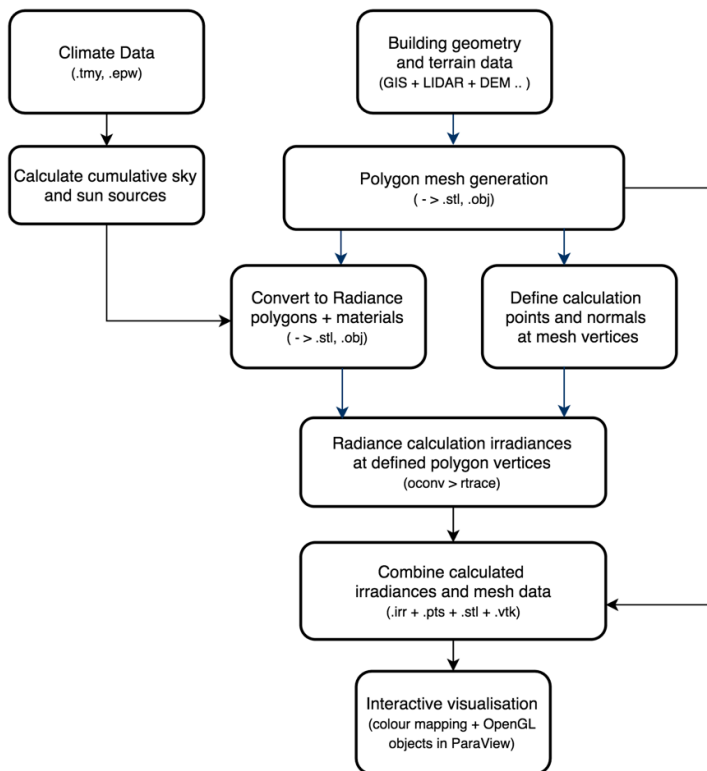 Climate Data
(.tmy, .epw)
Building geometry
and terrain data
(GIS + LIDAR + DEM .. )
Calculate cumulative sky
and sun sources
Polygon mesh generation
( - > .stl, .obj)
Convert to Radiance
polygons + materials
( - > .stl, .obj)
Define calculation
points and normals
at mesh vertices
Radiance calculation irradiances
at defined polygon vertices
(oconv > rtrace)
Combine calculated
irradiances and mesh data
(.irr + .pts + .stl + .vtk)
Interactive visualisation
(colour mapping + OpenGL
objects in ParaView)